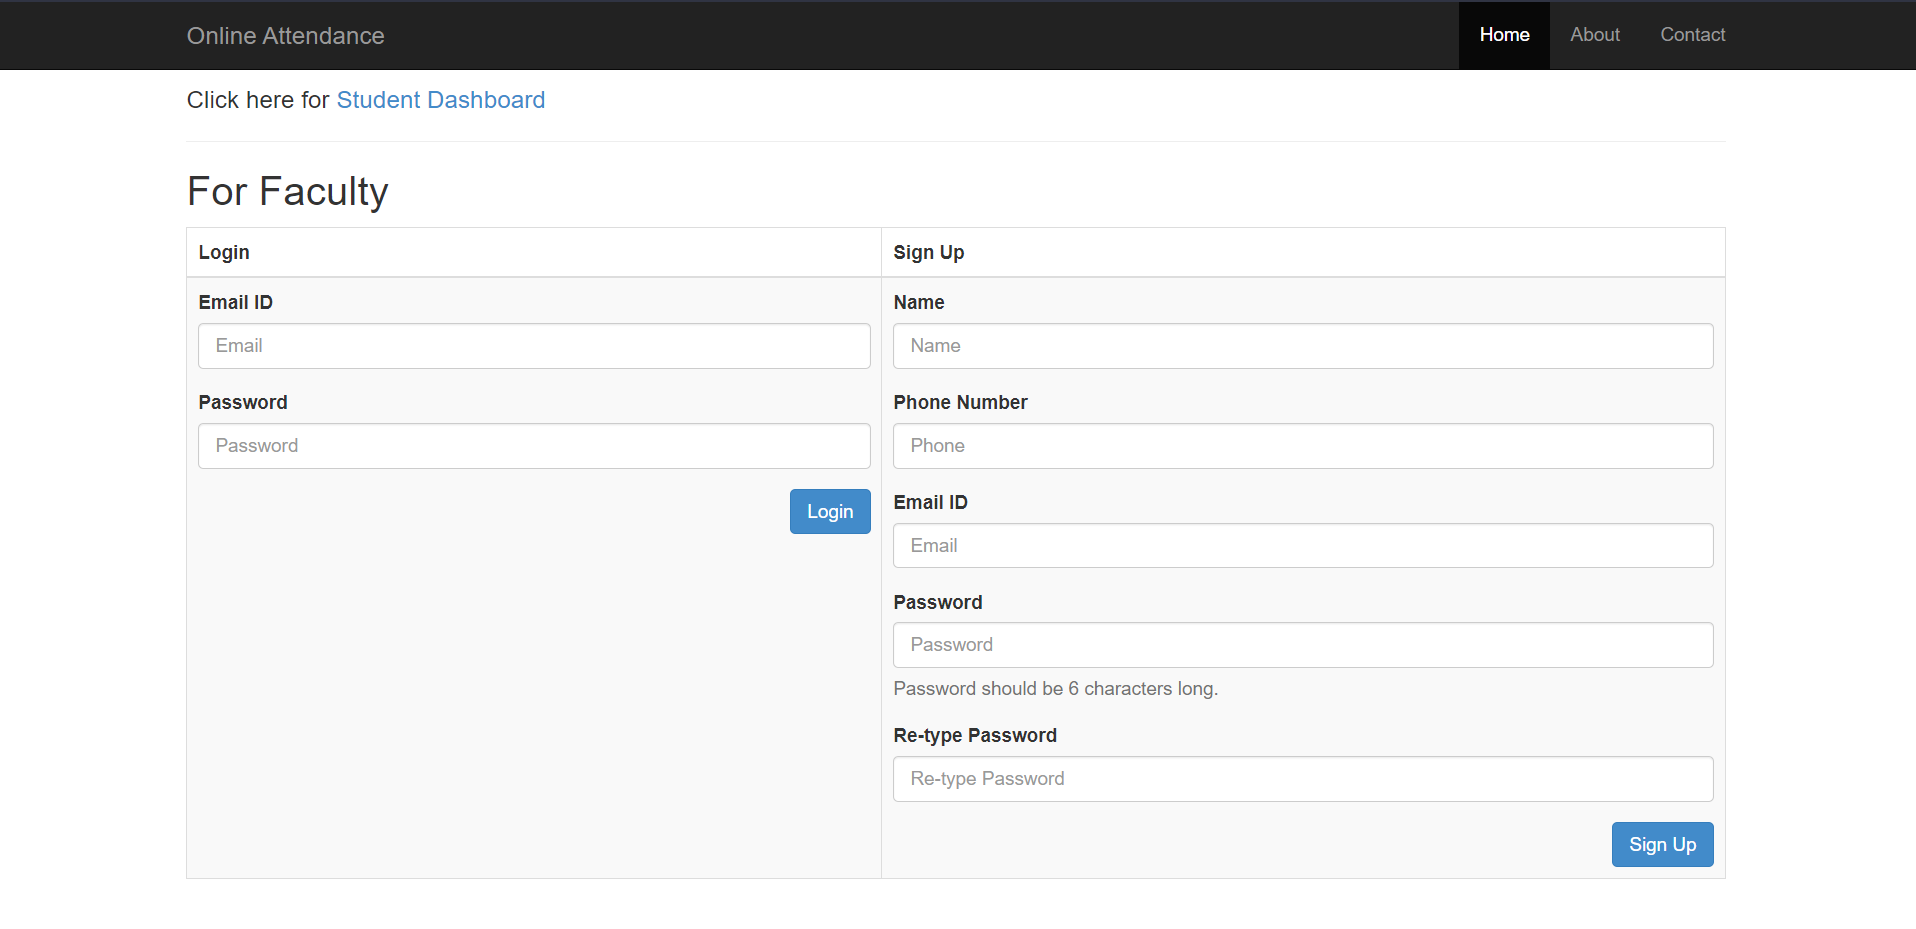 Online Attendance
Home About Contact
Click here for Student Dashboard
For Faculty
Login
Email ID
Email
Password
Password
Login
Sign Up
Name
Name
Phone Number
Phone
Email ID
Email
Password
Password
Password should be 6 characters long.
Re-type Password
Re-type Password
Sign Up